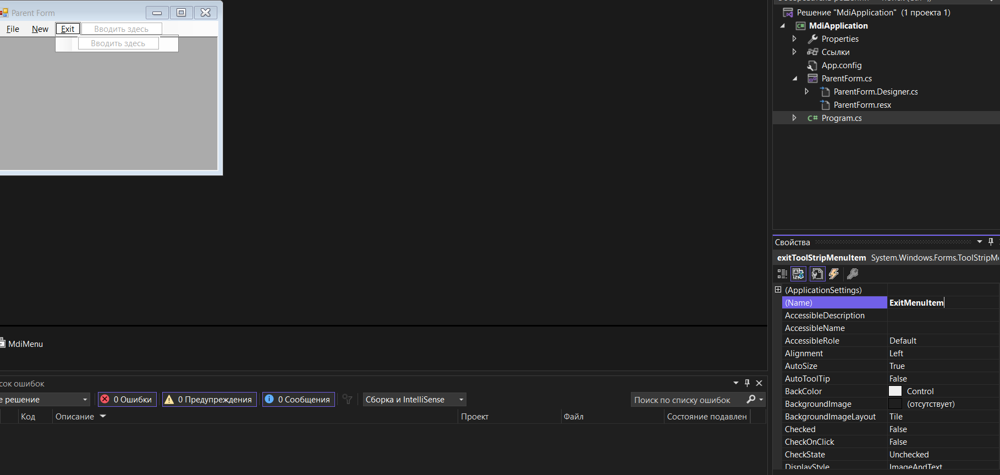 Parent Form
File New Exit Вводить здесь
Вводить здесь
MdiMenu
сок ошибок
е решение 0 Ошибки 0 Предупреждения 0 Сообщения Сборка и IntelliSense Поиск по списку ошибок
Код Описание Проект Файл Состояние подавлен
Решение "MdiApplication" (1 проекта 1)
C# MdiApplication
Properties
Ссылки
App.config
ParentForm.cs
ParentForm.Designer.cs
ParentForm.resx
C# Program.cs
Свойства
exitToolStripMenuItem System.Windows.Forms.ToolStripM
(ApplicationSettings)
(Name) ExitMenuItem
AccessibleDescription
AccessibleName
AccessibleRole Default
Alignment Left
AutoSize True
AutoToolTip False
BackColor Control
BackgroundImage (отсутствует)
BackgroundImageLayout Tile
Checked False
CheckOnClick False
CheckState Unchecked
DisplayStyle ImageAndText